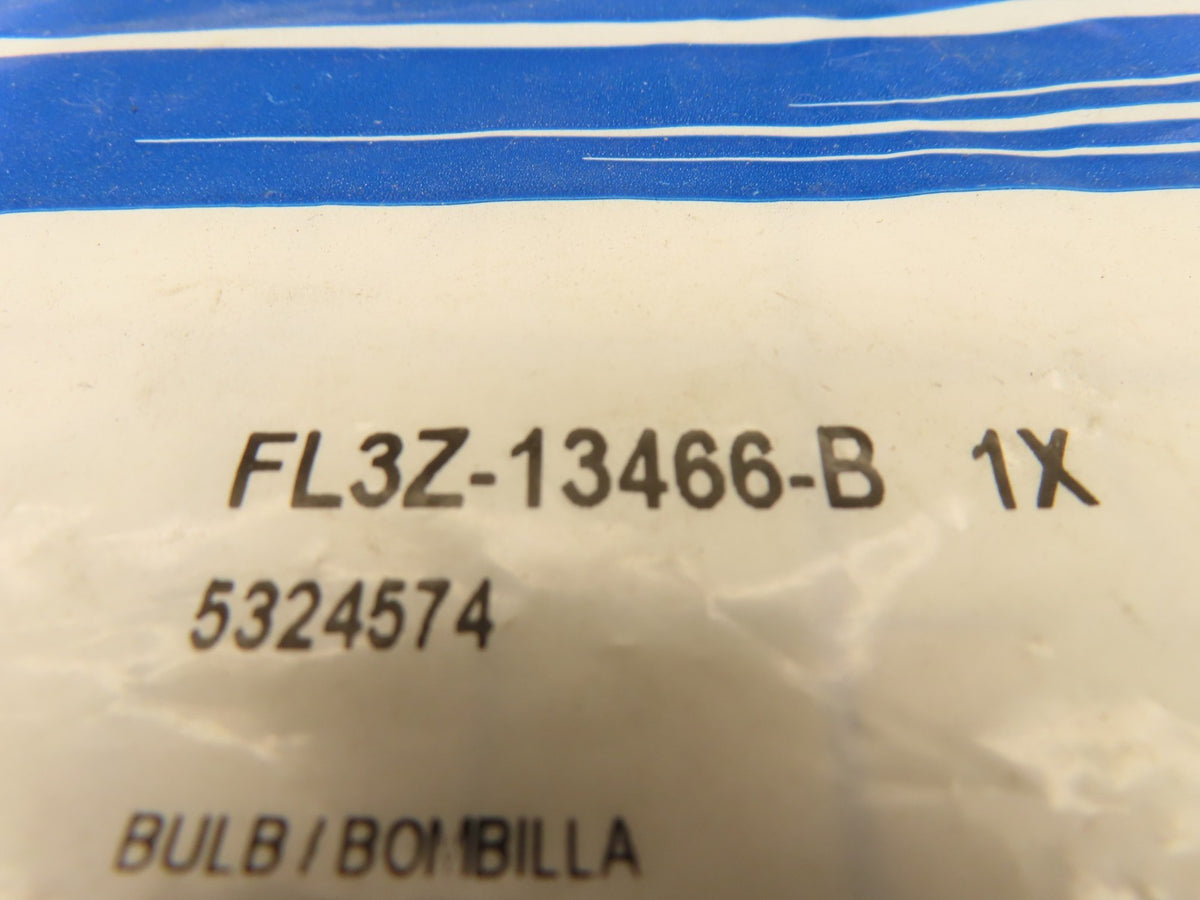 FL3Z-13466-B 1X
5324574
BULB / BOMBILLA